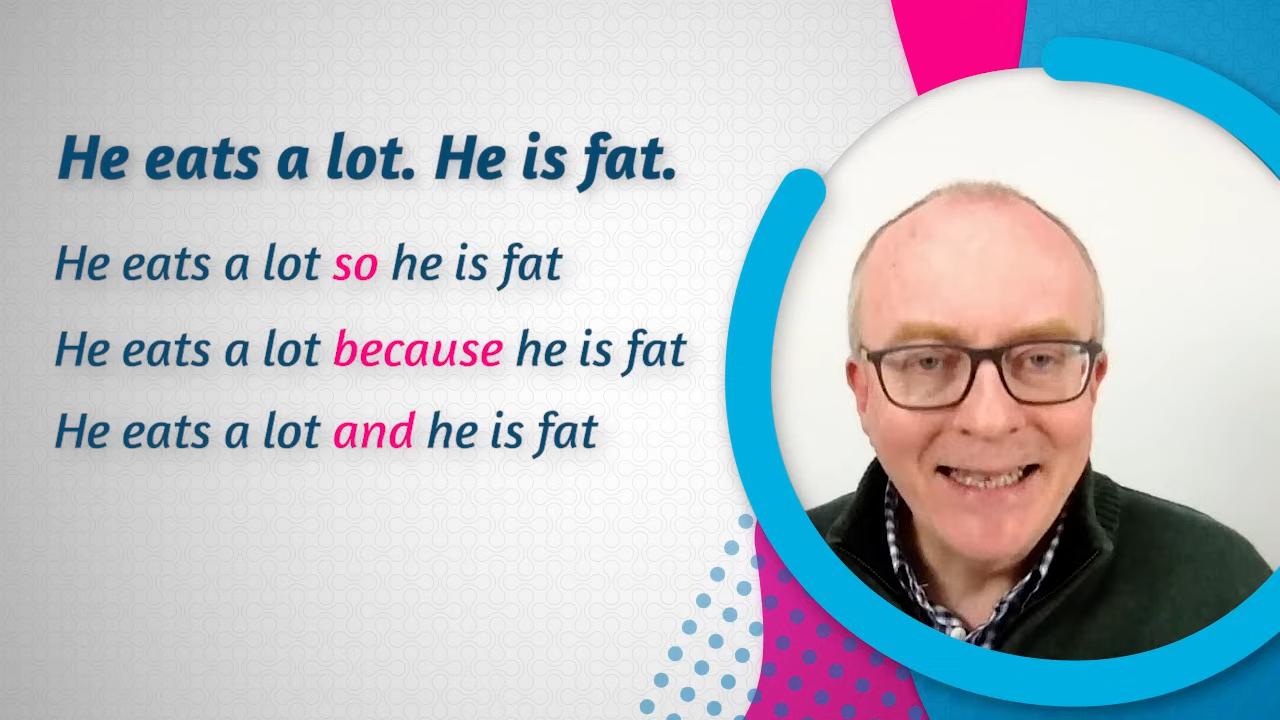 He eats a lot. He is fat.
He eats a lot so he is fat
He eats a lot because he is fat
He eats a lot and he is fat